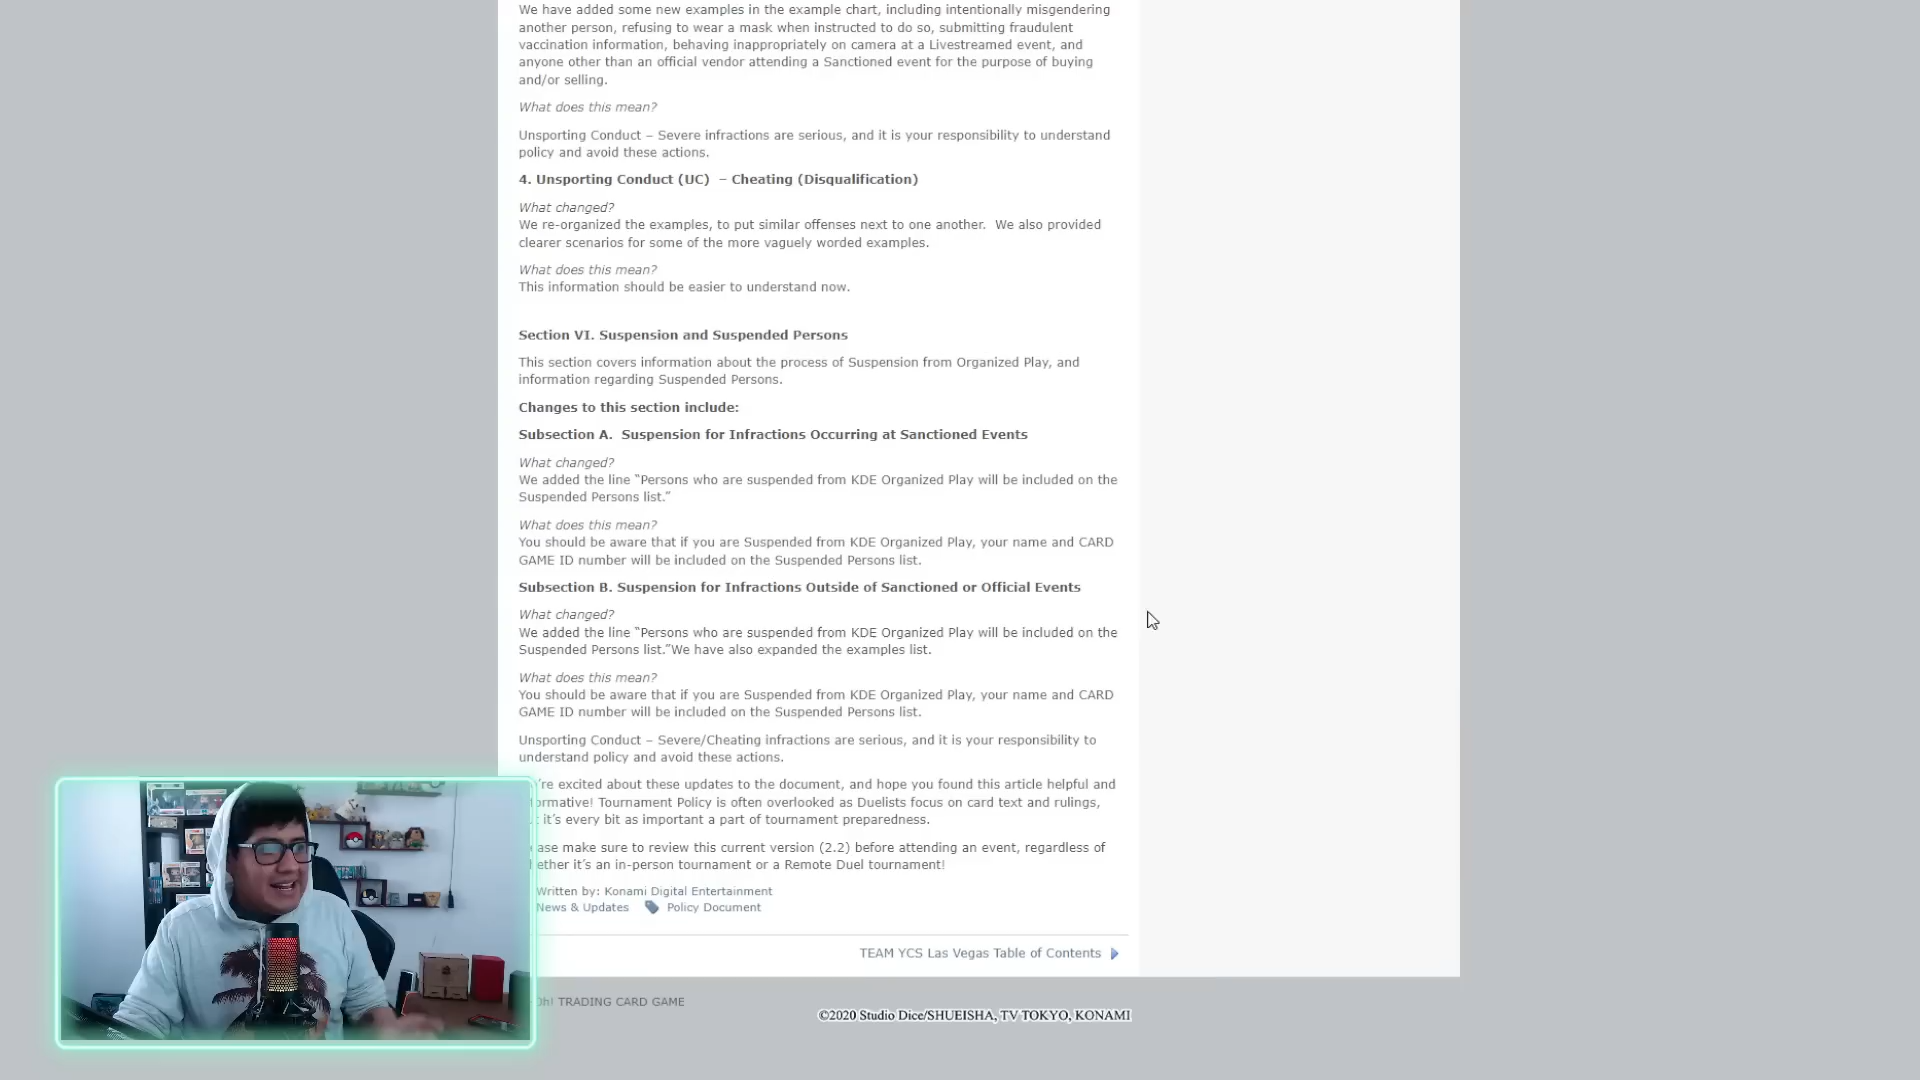 We have added some new examples in the example chart, including intentionally misgendering
another person, refusing to wear a mask when instructed to do so, submitting fraudulent
vaccination information, behaving inappropriately on camera at a Livestreamed event, and
anyone other than an official vendor attending a Sanctioned event for the purpose of buying
and/or selling.
What does this mean?
Unsporting Conduct – Severe infractions are serious, and it is your responsibility to understand
policy and avoid these actions.
4. Unsporting Conduct (UC)  – Cheating (Disqualification)
What changed?
We re-organized the examples, to put similar offenses next to one another.  We also provided
clearer scenarios for some of the more vaguely worded examples.
What does this mean?
This information should be easier to understand now.
Section VI. Suspension and Suspended Persons
This section covers information about the process of Suspension from Organized Play, and
information regarding Suspended Persons.
Changes to this section include:
Subsection A.  Suspension for Infractions Occurring at Sanctioned Events
What changed?
We added the line “Persons who are suspended from KDE Organized Play will be included on the
Suspended Persons list.”
What does this mean?
You should be aware that if you are Suspended from KDE Organized Play, your name and CARD
GAME ID number will be included on the Suspended Persons list.
Subsection B. Suspension for Infractions Outside of Sanctioned or Official Events
What changed?
We added the line “Persons who are suspended from KDE Organized Play will be included on the
Suspended Persons list.”We have also expanded the examples list.
What does this mean?
You should be aware that if you are Suspended from KDE Organized Play, your name and CARD
GAME ID number will be included on the Suspended Persons list.
Unsporting Conduct – Severe/Cheating infractions are serious, and it is your responsibility to
understand policy and avoid these actions.
're excited about these updates to the document, and hope you found this article helpful and
ormative! Tournament Policy is often overlooked as Duelists focus on card text and rulings,
it’s every bit as important a part of tournament preparedness.
ase make sure to review this current version (2.2) before attending an event, regardless of
ether it’s an in-person tournament or a Remote Duel tournament!
Written by: Konami Digital Entertainment
News & Updates Policy Document
TEAM YCS Las Vegas Table of Contents
Oh! TRADING CARD GAME
©2020 Studio Dice/SHUEISHA, TV TOKYO, KONAMI